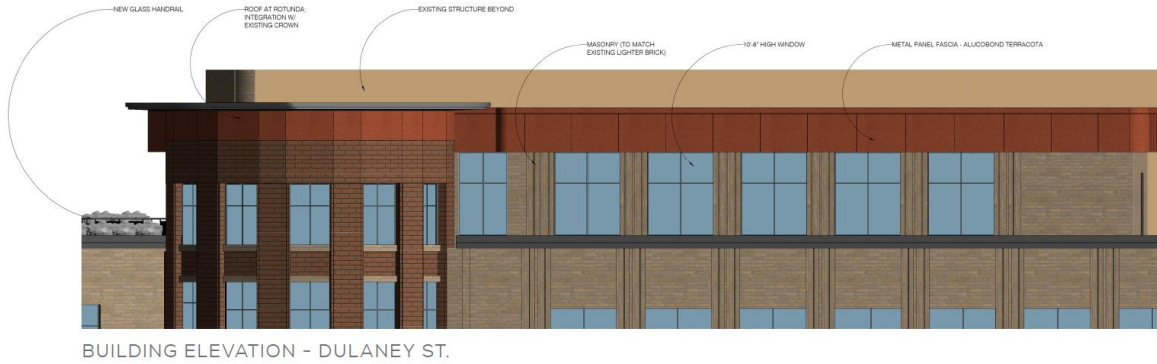 NEW GLASS HANDRAIL
ROOF AT ROTUNDA;
INTEGRATION W/
EXISTING CROWN
EXISTING STRUCTURE BEYOND
MASONRY (TO MATCH
EXISTING LIGHTER BRICK)
10'-8" HIGH WINDOW
METAL PANEL FASCIA - ALUCOBOND TERRACOTA
BUILDING ELEVATION - DULANEY ST.